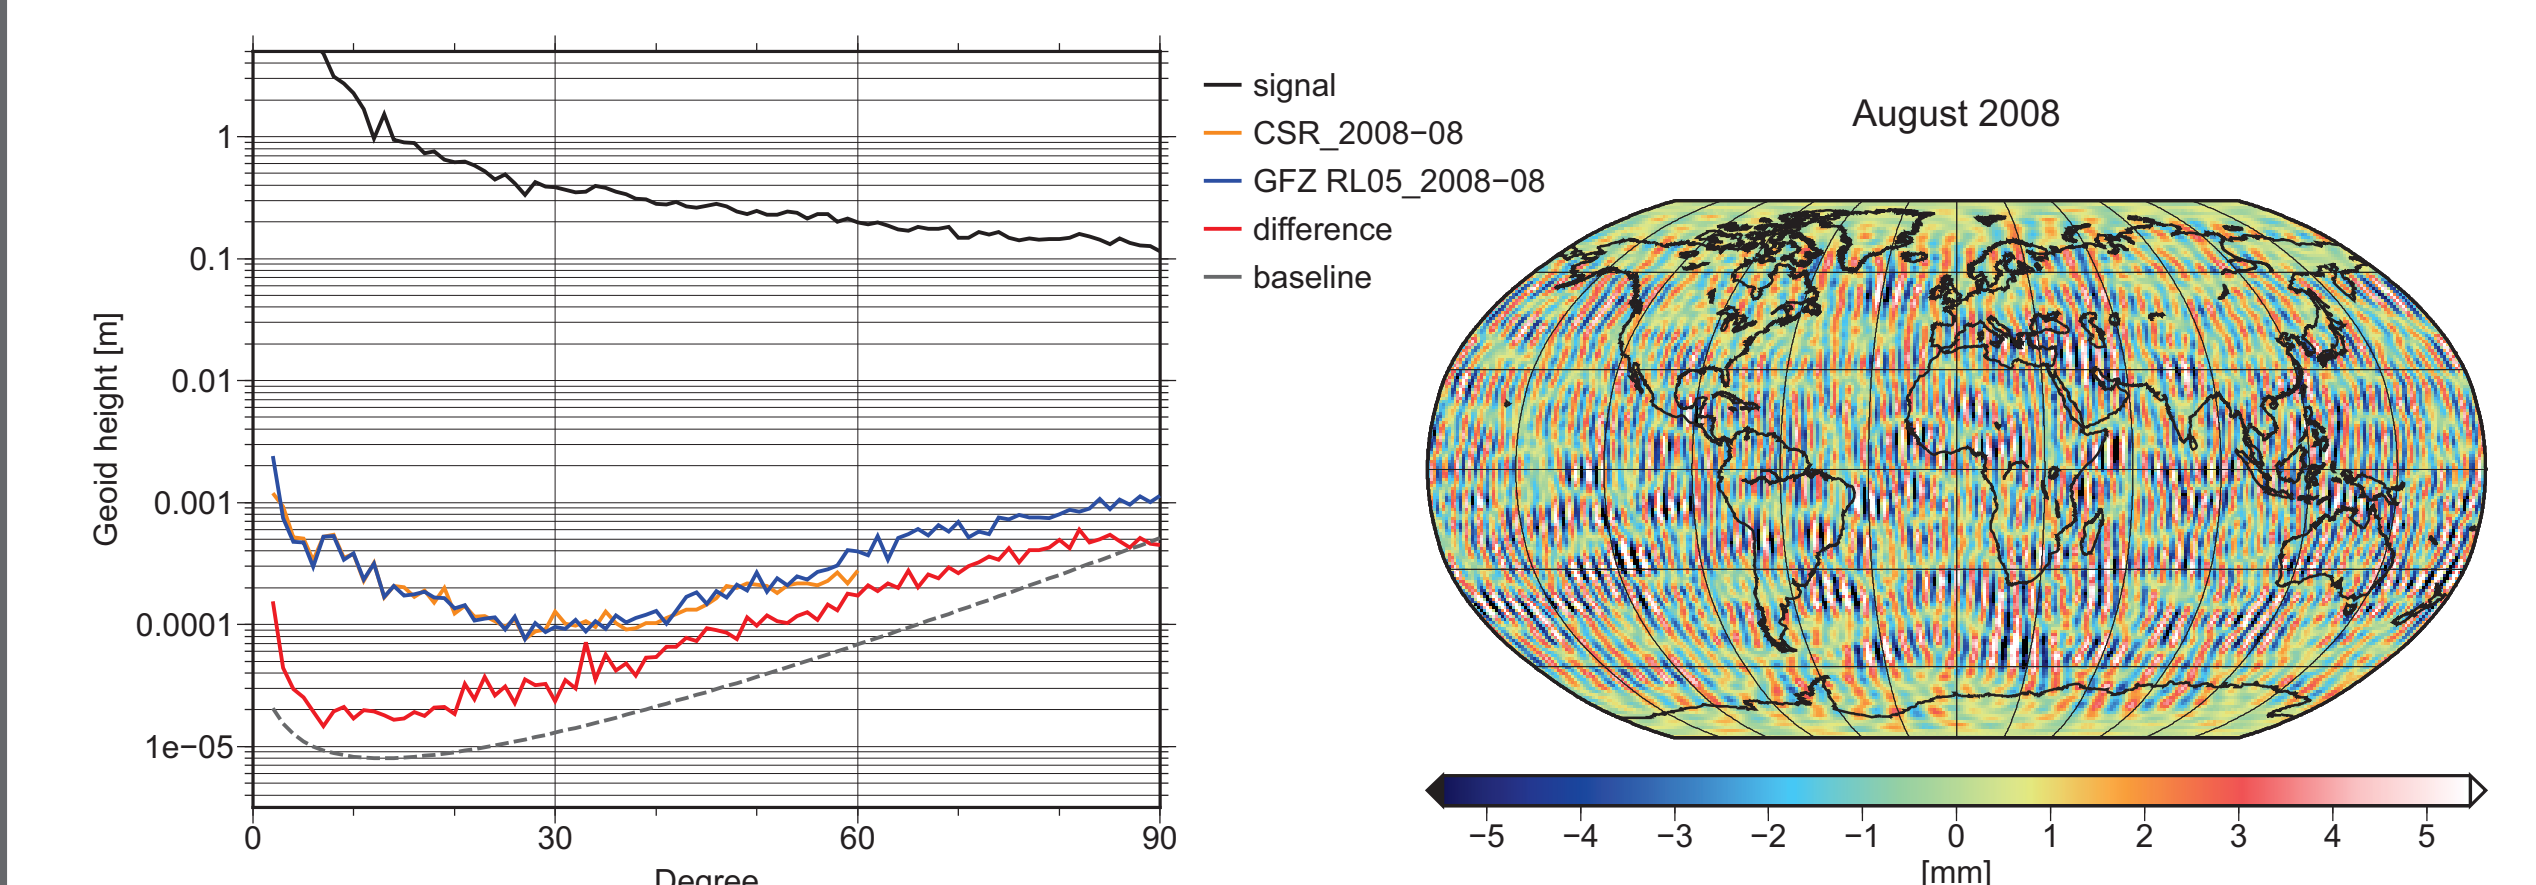 1
0.1
0.01
0.001
0.0001
1e−05
Geoid height [m]
0 30 60 90
Degree
signal
CSR_2008−08
GFZ RL05_2008−08
difference
baseline
August 2008
−5 −4 −3 −2 −1 0 1 2 3 4 5
[mm]